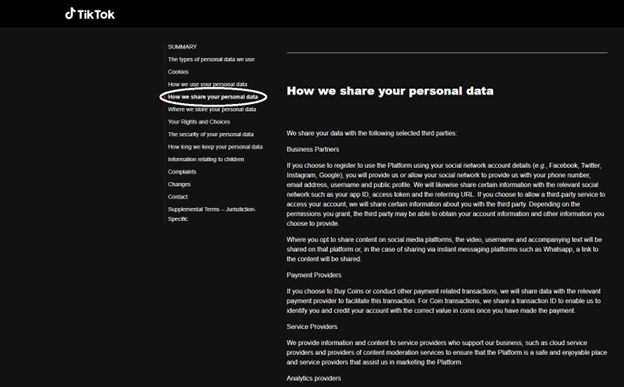 TikTok
SUMMARY
The types of personal data we use
Cookies
How we use your personal data
How we share your personal data
Where we store your personal data
Your Rights and Choices
The security of your personal data
How long we keep your personal data
Information relating to children
Complaints
Changes
Contact
Supplemental Terms – Jurisdiction-
Specific
How we share your personal data
We share your data with the following selected third parties:
Business Partners
If you choose to register to use the Platform using your social network account details (e.g., Facebook, Twitter,
Instagram, Google), you will provide us or allow your social network to provide us with your phone number,
email address, username and public profile. We will likewise share certain information with the relevant social
network such as your app ID, access token and the referring URL. If you choose to allow a third-party service to
access your account, we will share certain information about you with the third party. Depending on the
permissions you grant, the third party may be able to obtain your account information and other information you
choose to provide.
Where you opt to share content on social media platforms, the video, username and accompanying text will be
shared on that platform or, in the case of sharing via instant messaging platforms such as Whatsapp, a link to
the content will be shared.
Payment Providers
If you choose to Buy Coins or conduct other payment related transactions, we will share data with the relevant
payment provider to facilitate this transaction. For Coin transactions, we share a transaction ID to enable us to
identify you and credit your account with the correct value in coins once you have made the payment.
Service Providers
We provide information and content to service providers who support our business, such as cloud service
providers and providers of content moderation services to ensure that the Platform is a safe and enjoyable place
and service providers that assist us in marketing the Platform.
Analytics providers